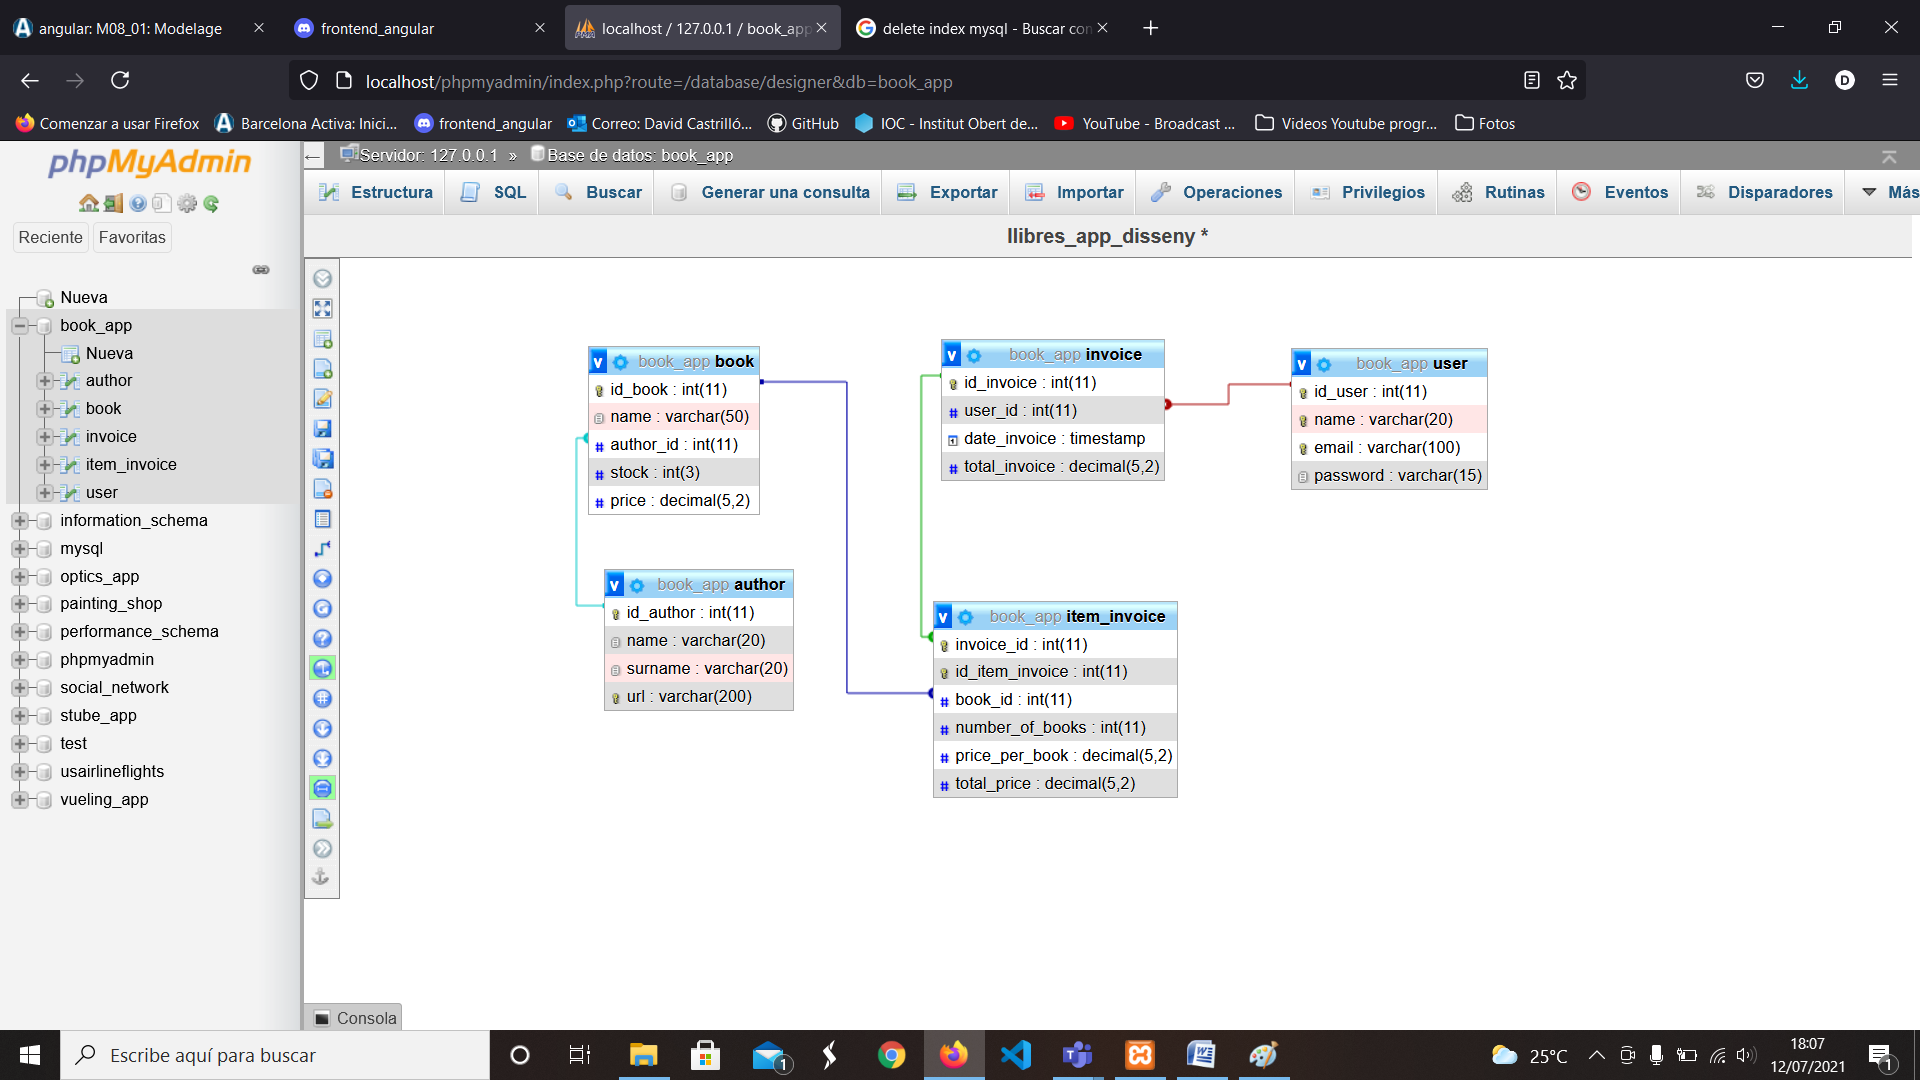 angular: M08_01: Modelage
frontend_angular
localhost / 127.0.0.1 / book_app
delete index mysql - Buscar con
localhost/phpmyadmin/index.php?route=/database/designer&db=book_app
D
Comenzar a usar Firefox
Barcelona Activa: Inici...
frontend_angular
Correo: David Castrilló...
GitHub
IOC - Institut Obert de...
YouTube - Broadcast ...
Videos Youtube progr...
Fotos
phpMyAdmin
Reciente
Favoritas
Nueva
book_app
Nueva
author
book
invoice
item_invoice
user
information_schema
mysql
optics_app
painting_shop
performance_schema
phpmyadmin
social_network
stube_app
test
usairlineflights
vueling_app
Servidor: 127.0.0.1 » Base de datos: book_app
Estructura
SQL
Buscar
Generar una consulta
Exportar
Importar
Operaciones
Privilegios
Rutinas
Eventos
Disparadores
Más
llibres_app_disseny *
v book_app book
id_book : int(11)
name : varchar(50)
author_id : int(11)
stock : int(3)
price : decimal(5,2)
v book_app author
id_author : int(11)
name : varchar(20)
surname : varchar(20)
url : varchar(200)
v book_app invoice
id_invoice : int(11)
user_id : int(11)
date_invoice : timestamp
total_invoice : decimal(5,2)
v book_app item_invoice
invoice_id : int(11)
id_item_invoice : int(11)
book_id : int(11)
number_of_books : int(11)
price_per_book : decimal(5,2)
total_price : decimal(5,2)
v book_app user
id_user : int(11)
name : varchar(20)
email : varchar(100)
password : varchar(15)
Consola
Escribe aquí para buscar
1
25°C
18:07
12/07/2021
1